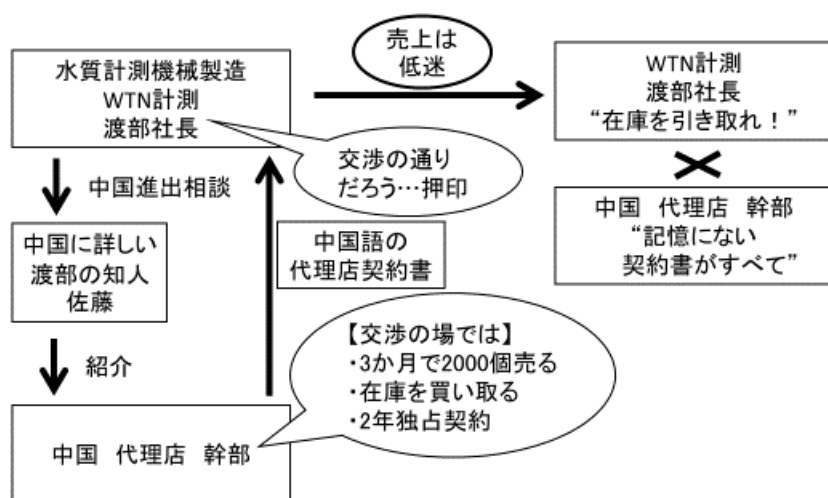 水質計測機械製造
WTN計測
渡部社長
売上は
低迷
WTN計測
渡部社長
“在庫を引き取れ！”
交渉の通り
だろう…押印
中国進出相談
中国に詳しい
渡部の知人
佐藤
中国語の
代理店契約書
中国　代理店　幹部
“記憶にない
契約書がすべて”
紹介
【交渉の場では】
・3か月で2000個売る
・在庫を買い取る
・2年独占契約
中国　代理店　幹部